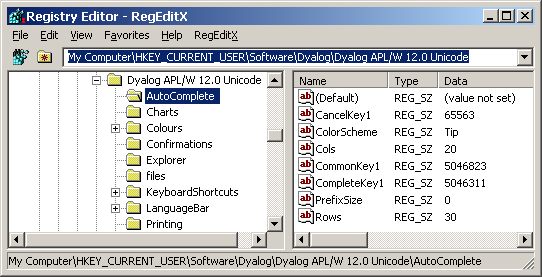 Registry Editor - RegEditX
File Edit View Favorites Help RegEditX
My Computer\HKEY_CURRENT_USER\Software\Dyalog\Dyalog APL/W 12.0 Unicode
Dyalog APL/W 12.0 Unicode
AutoComplete
Charts
Colours
Confirmations
Explorer
files
KeyboardShortcuts
LanguageBar
Printing
Name Type Data
(Default) REG_SZ (value not set)
CancelKey1 REG_SZ 65563
ColorScheme REG_SZ Tip
Cols REG_SZ 20
CommonKey1 REG_SZ 5046823
CompleteKey1 REG_SZ 5046311
PrefixSize REG_SZ 0
Rows REG_SZ 30
My Computer\HKEY_CURRENT_USER\Software\Dyalog\Dyalog APL/W 12.0 Unicode\AutoComplete